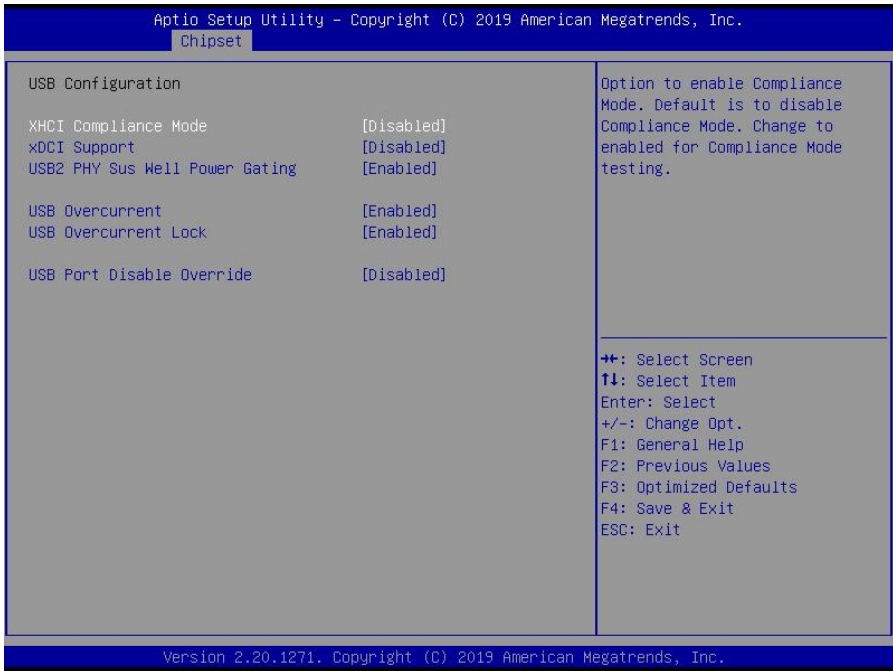 Aptio Setup Utility – Copyright (C) 2019 American Megatrends, Inc.
Chipset
USB Configuration
XHCI Compliance Mode [Disabled]
xDCI Support [Disabled]
USB2 PHY Sus Well Power Gating [Enabled]
USB Overcurrent [Enabled]
USB Overcurrent Lock [Enabled]
USB Port Disable Override [Disabled]
Option to enable Compliance
Mode. Default is to disable
Compliance Mode. Change to
enabled for Compliance Mode
testing.
→←: Select Screen
↑↓: Select Item
Enter: Select
+/-: Change Opt.
F1: General Help
F2: Previous Values
F3: Optimized Defaults
F4: Save & Exit
ESC: Exit
Version 2.20.1271. Copyright (C) 2019 American Megatrends, Inc.